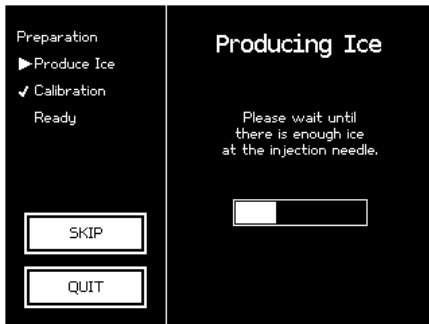 Preparation
▶Produce Ice
✓ Calibration
Ready
SKIP
QUIT
Producing Ice
Please wait until
there is enough ice
at the injection needle.